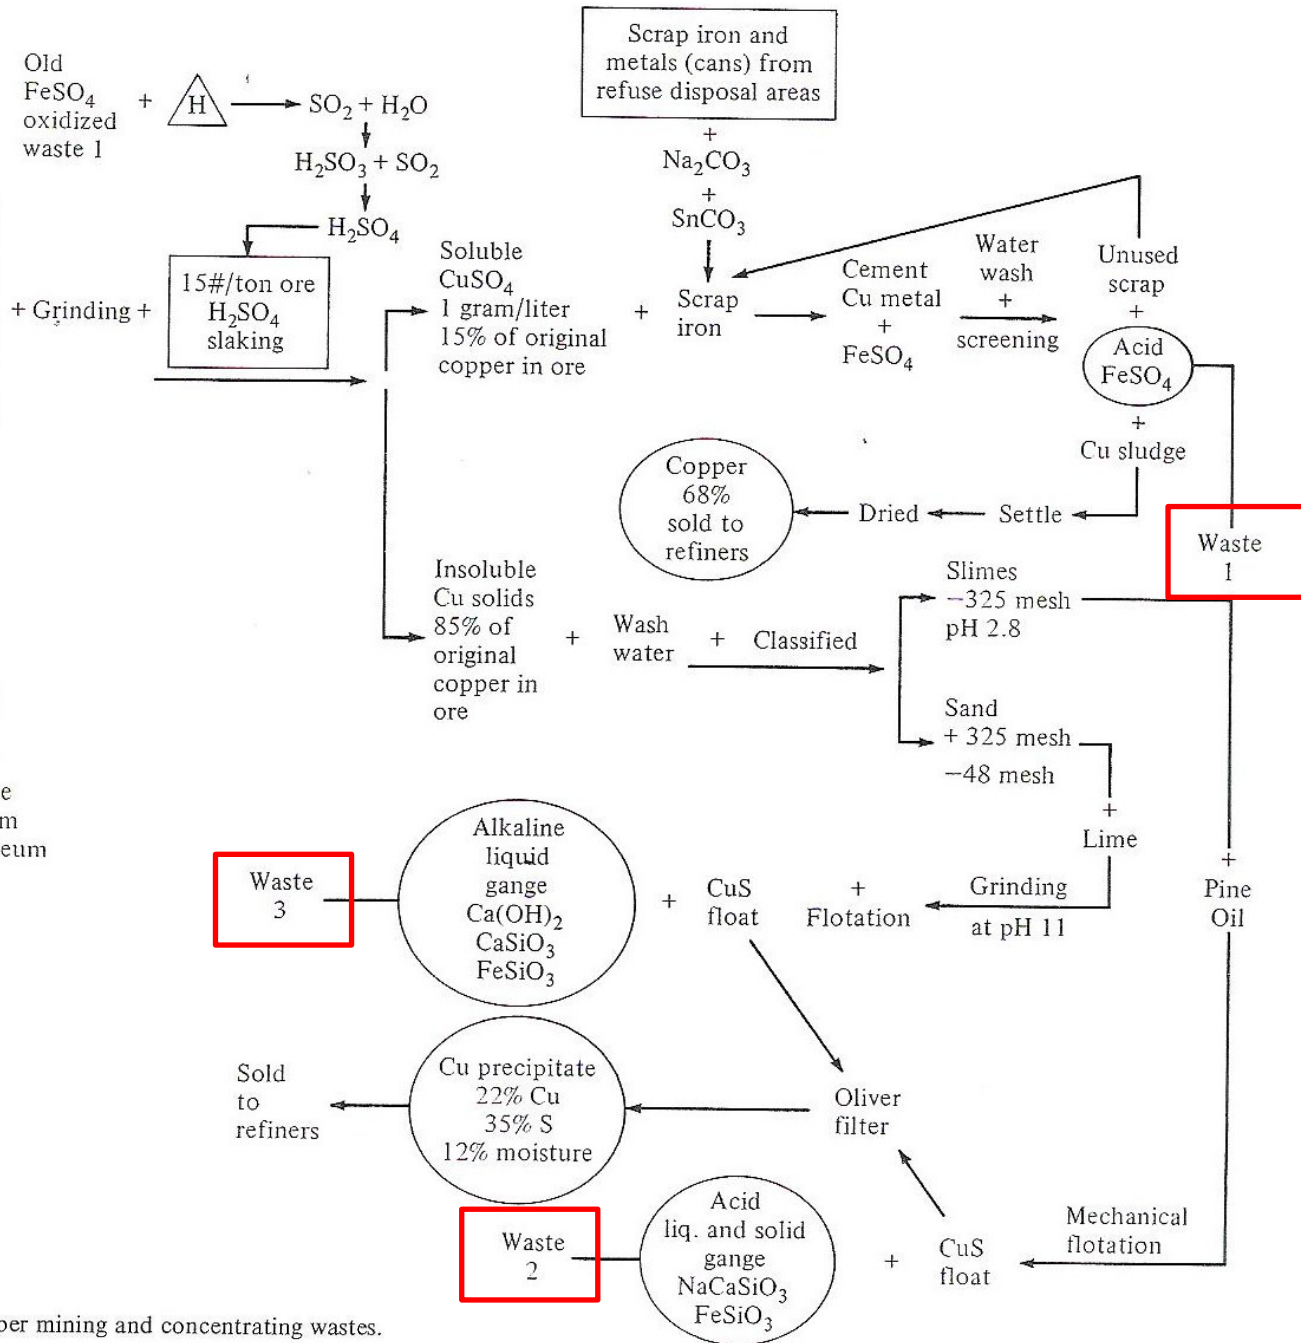 Old
FeSO₄
oxidized
waste 1
+
H
SO₂ + H₂O
H₂SO₃ + SO₂
H₂SO₄
Scrap iron and
metals (cans) from
refuse disposal areas
+
Na₂CO₃
+
SnCO₃
+ Grinding +
15#/ton ore
H₂SO₄
slaking
Soluble
CuSO₄
1 gram/liter
15% of original
copper in ore
+
Scrap
iron
Cement
Cu metal
+
FeSO₄
Water
wash
+
screening
Unused
scrap
+
Acid
FeSO₄
+
Cu sludge
Settle
Dried
Copper
68%
sold to
refiners
Waste
1
Insoluble
Cu solids
85% of
original
copper in
ore
+
Wash
water
+ Classified
Slimes
−325 mesh
pH 2.8
Sand
+ 325 mesh
−48 mesh
+
Lime
+
Pine
Oil
Grinding
at pH 11
+
Flotation
CuS
float
+
Alkaline
liquid
gange
Ca(OH)₂
CaSiO₃
FeSiO₃
Waste
3
Oliver
filter
Cu precipitate
22% Cu
35% S
12% moisture
Sold
to
refiners
Mechanical
flotation
CuS
float
+
Acid
liq. and solid
gange
NaCaSiO₃
FeSiO₃
Waste
2
e
m
eum
per mining and concentrating wastes.